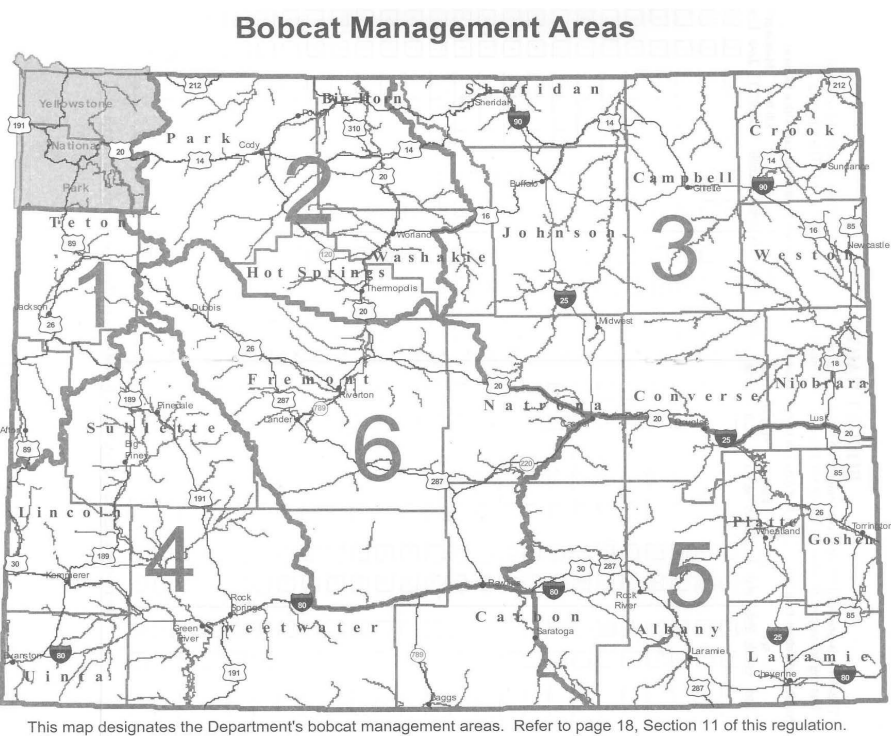 Bobcat Management Areas
212
Yellowstone
191
National
Park
20
Park
14
Cody
Powell
Big Horn
310
14
20
2
Sheridan
Sheridan
90
14
Buffalo
16
Johnson
Campbell
Gillette
3
212
Crook
14
Sundance
90
16
85
Newcastle
Weston
Teton
89
1
Jackson
26
Worland
Washakie
120
Hot Springs
Thermopolis
20
Dubois
25
Midwest
26
Fremont
287
789
Riverton
Lander
6
20
Natrona
Casper
Converse
20
Douglas
25
18
Niobrara
Lusk
20
189
Pinedale
Sublette
Big
Piney
Afton
89
191
287
220
85
Lincoln
189
30
Kemmerer
4
Rock
Springs
80
Green
River
Sweetwater
191
Evanston
80
Uinta
Rawlins
80
30
287
Rock
River
5
Platte
Wheatland
26
Torrington
Goshen
85
Carbon
Saratoga
789
Baggs
Albany
Laramie
287
25
Laramie
Cheyenne
80
This map designates the Department's bobcat management areas. Refer to page 18, Section 11 of this regulation.